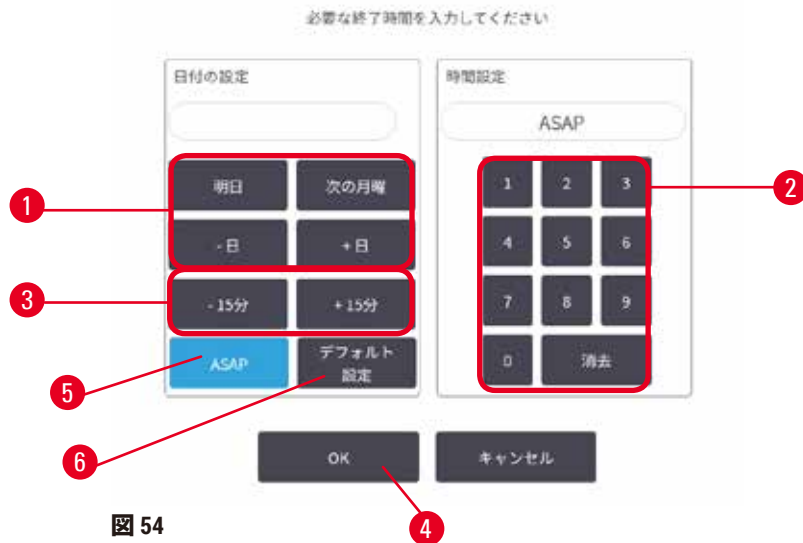 必要な終了時間を入力してください
日付の設定
時間設定
ASAP
明日
次の月曜
1
2
3
1
2
- 日
+ 日
4
5
6
3
- 15分
+ 15分
7
8
9
ASAP
デフォルト
設定
0
消去
5
6
OK
キャンセル
図 54
4